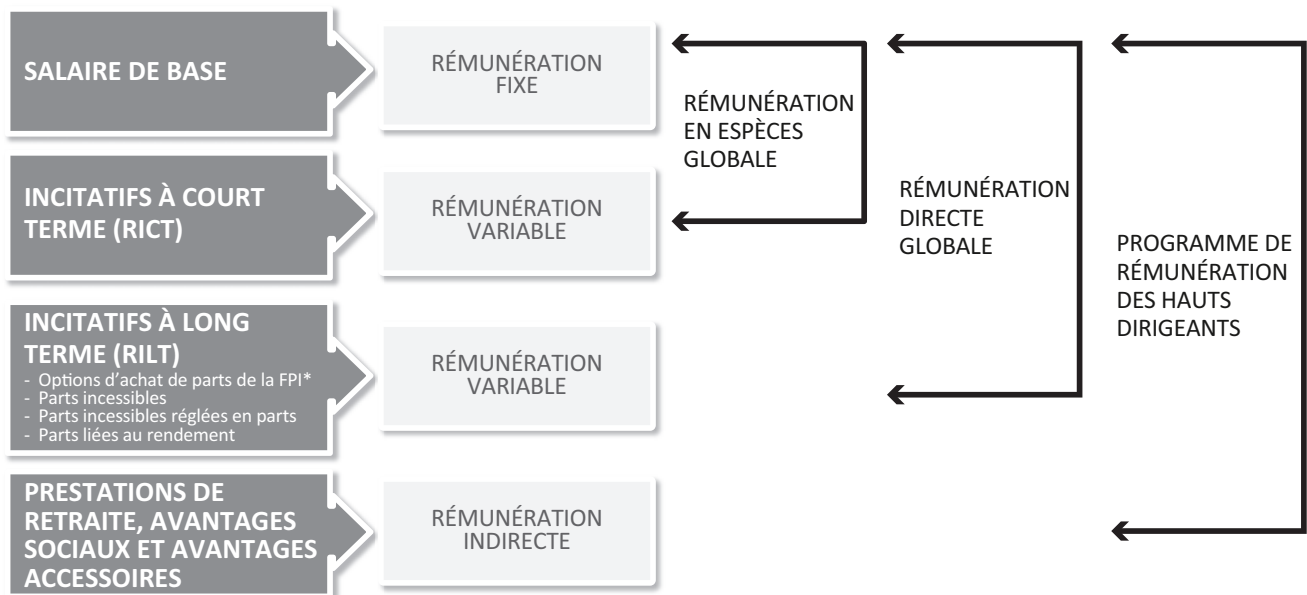 SALAIRE DE BASE
RÉMUNÉRATION
FIXE
RÉMUNÉRATION
EN ESPÈCES
GLOBALE
INCITATIFS À COURT
TERME (RICT)
RÉMUNÉRATION
VARIABLE
RÉMUNÉRATION
DIRECTE
GLOBALE
PROGRAMME DE
RÉMUNÉRATION
DES HAUTS
DIRIGEANTS
INCITATIFS À LONG
TERME (RILT)
- Options d'achat de parts de la FPI*
- Parts incessibles
- Parts incessibles réglées en parts
- Parts liées au rendement
RÉMUNÉRATION
VARIABLE
PRESTATIONS DE
RETRAITE, AVANTAGES
SOCIAUX ET AVANTAGES
ACCESSOIRES
RÉMUNÉRATION
INDIRECTE